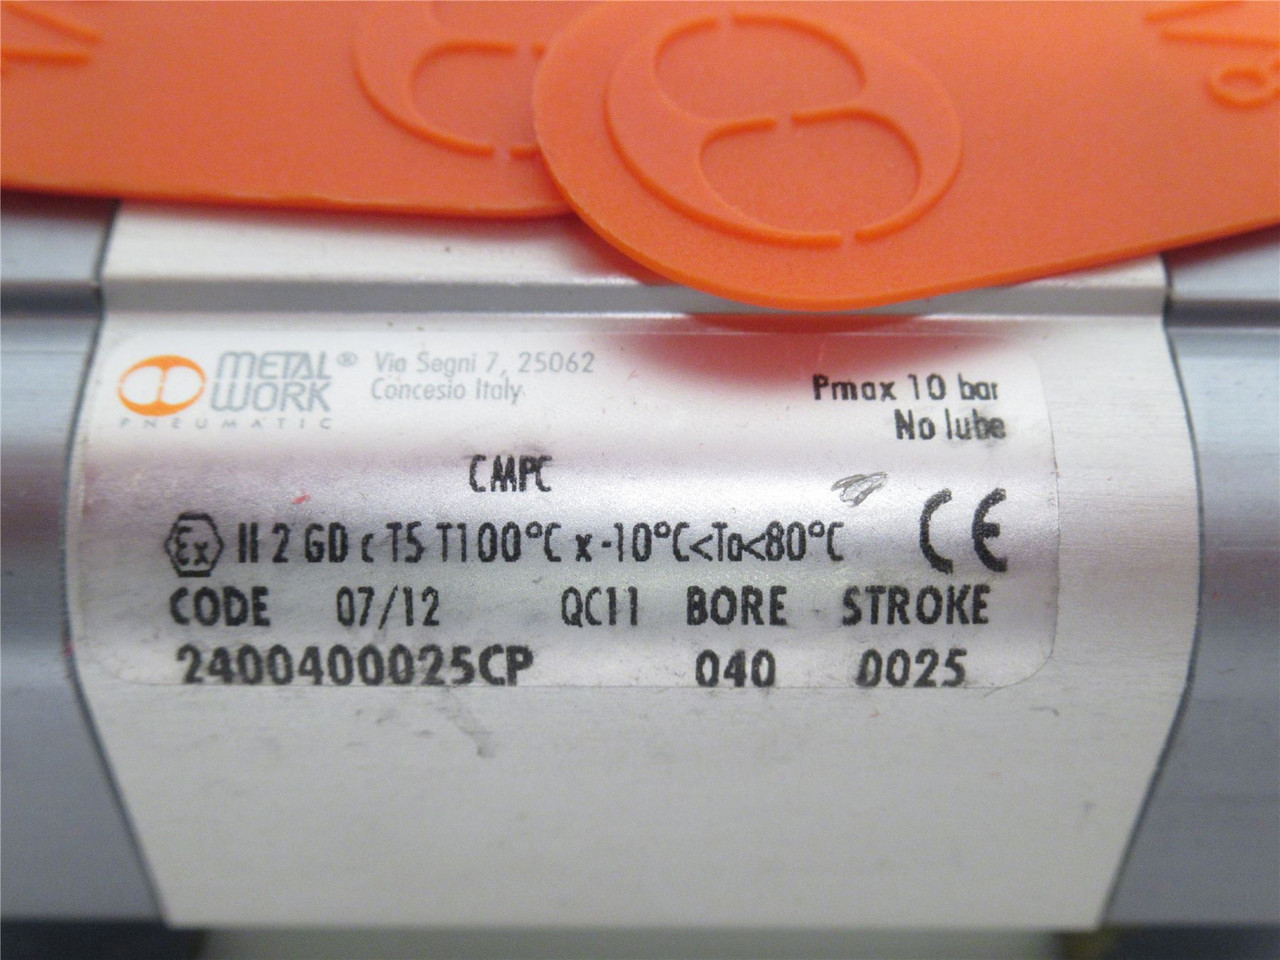 METAL® WORK
PNEUMATIC
Via Segni 7, 25062
Concesio Italy
Pmax 10 bar
No lube
CMPC
Ex II 2 GD c T5 T100°C x -10°C<Ta<80°C CE
CODE 07/12 QC11 BORE STROKE
2400400025CP 040 0025